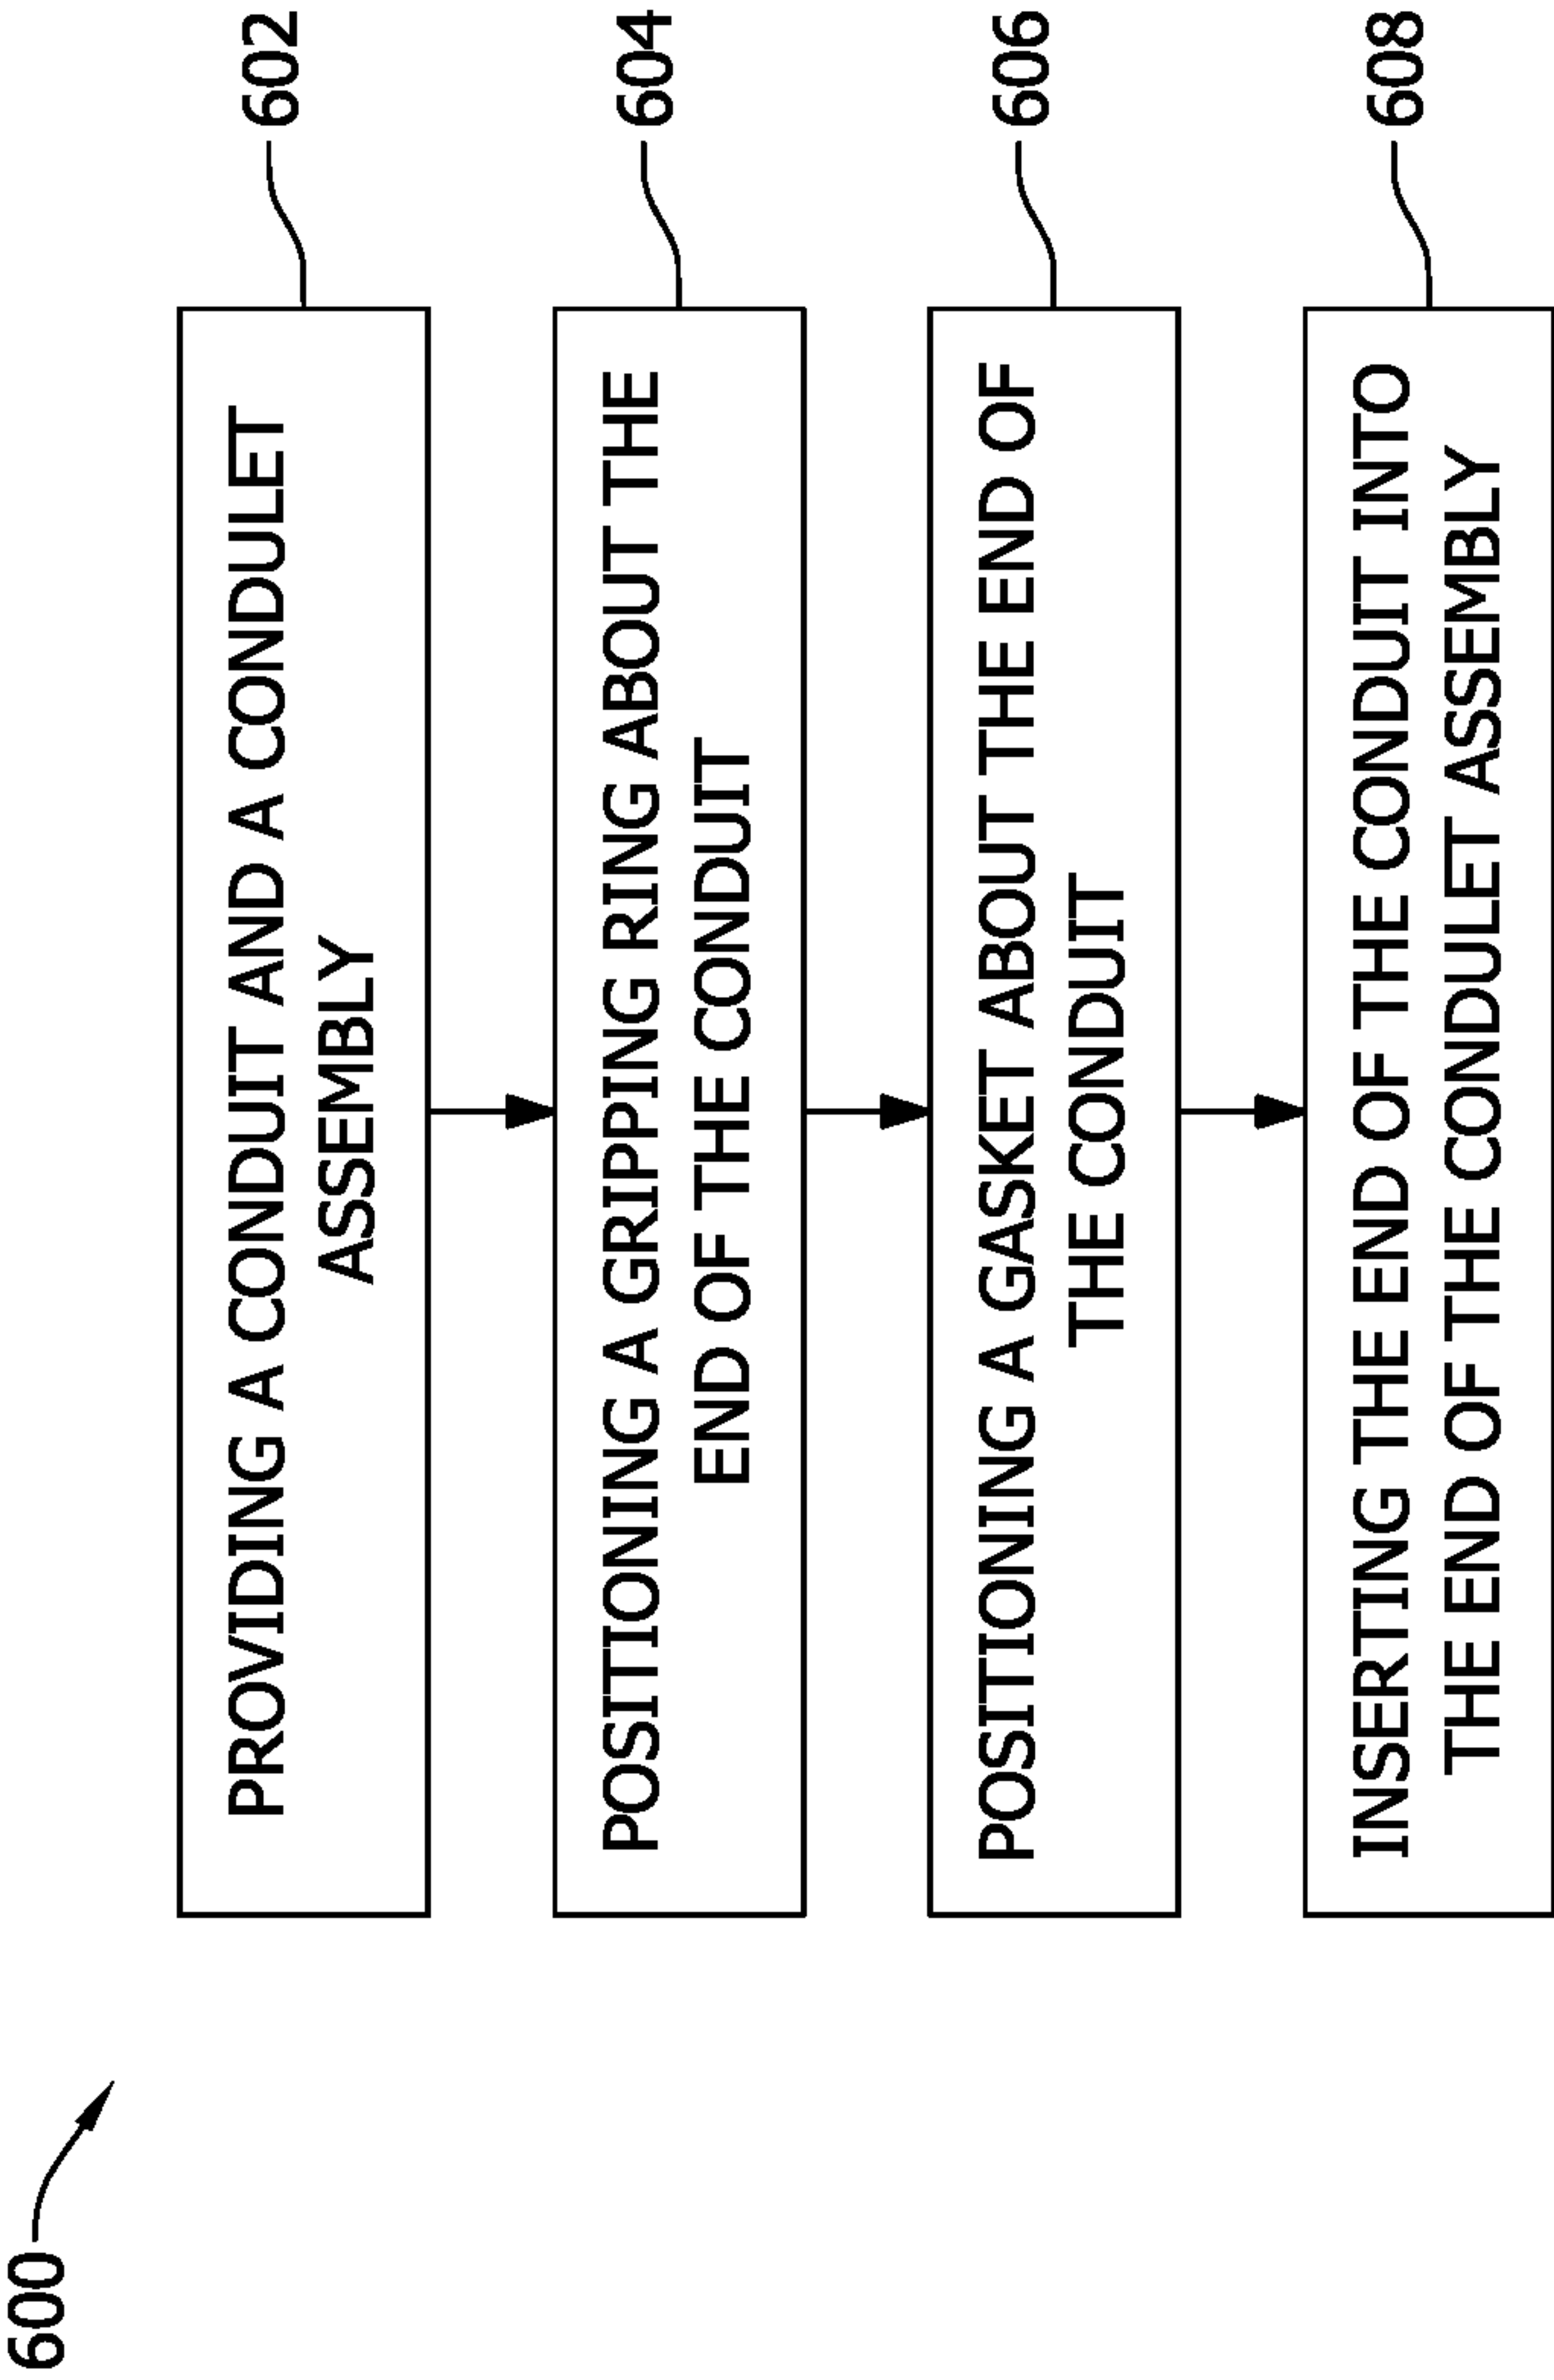 600
PROVIDING A CONDUIT AND A CONDULET
ASSEMBLY
602
POSITIONING A GRIPPING RING ABOUT THE
END OF THE CONDUIT
604
POSITIONING A GASKET ABOUT THE END OF
THE CONDUIT
606
INSERTING THE END OF THE CONDUIT INTO
THE END OF THE CONDULET ASSEMBLY
608